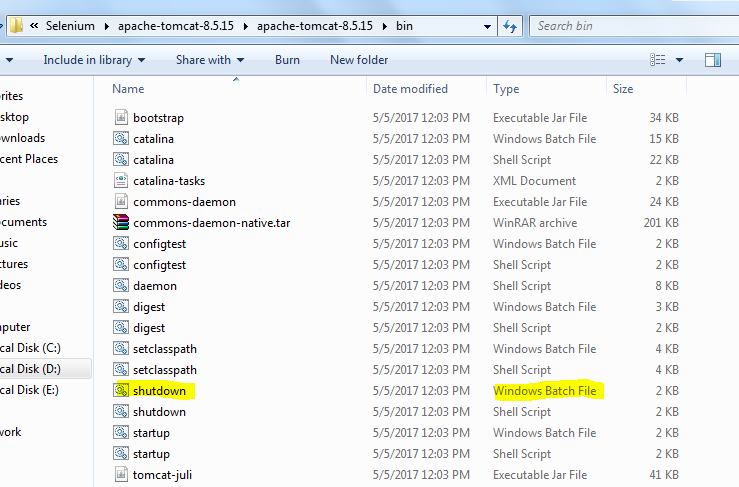 « Selenium ▸ apache-tomcat-8.5.15 ▸ apache-tomcat-8.5.15 ▸ bin Search bin
Include in library Share with Burn New folder
Name Date modified Type Size
rites
sktop
wnloads
cent Places
ries
cuments
usic
ctures
deos
mputer
cal Disk (C:)
cal Disk (D:)
cal Disk (E:)
work
bootstrap 5/5/2017 12:03 PM Executable Jar File 34 KB
catalina 5/5/2017 12:03 PM Windows Batch File 15 KB
catalina 5/5/2017 12:03 PM Shell Script 22 KB
catalina-tasks 5/5/2017 12:03 PM XML Document 2 KB
commons-daemon 5/5/2017 12:03 PM Executable Jar File 24 KB
commons-daemon-native.tar 5/5/2017 12:03 PM WinRAR archive 201 KB
configtest 5/5/2017 12:03 PM Windows Batch File 2 KB
configtest 5/5/2017 12:03 PM Shell Script 2 KB
daemon 5/5/2017 12:03 PM Shell Script 8 KB
digest 5/5/2017 12:03 PM Windows Batch File 3 KB
digest 5/5/2017 12:03 PM Shell Script 2 KB
setclasspath 5/5/2017 12:03 PM Windows Batch File 4 KB
setclasspath 5/5/2017 12:03 PM Shell Script 4 KB
shutdown 5/5/2017 12:03 PM Windows Batch File 2 KB
shutdown 5/5/2017 12:03 PM Shell Script 2 KB
startup 5/5/2017 12:03 PM Windows Batch File 2 KB
startup 5/5/2017 12:03 PM Shell Script 2 KB
tomcat-juli 5/5/2017 12:03 PM Executable Jar File 41 KB